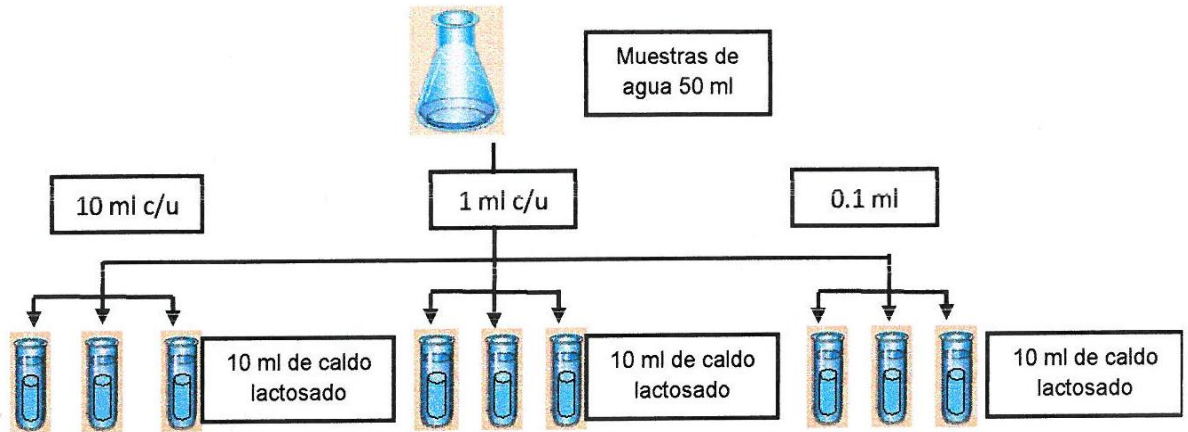 Muestras de
agua 50 ml
10 ml c/u
1 ml c/u
0.1 ml
10 ml de caldo
lactosado
10 ml de caldo
lactosado
10 ml de caldo
lactosado